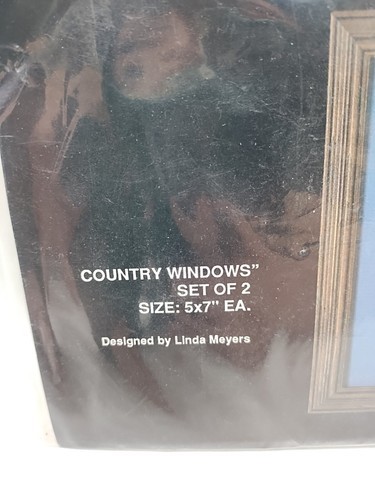 COUNTRY WINDOWS”
SET OF 2
SIZE: 5x7” EA.
Designed by Linda Meyers